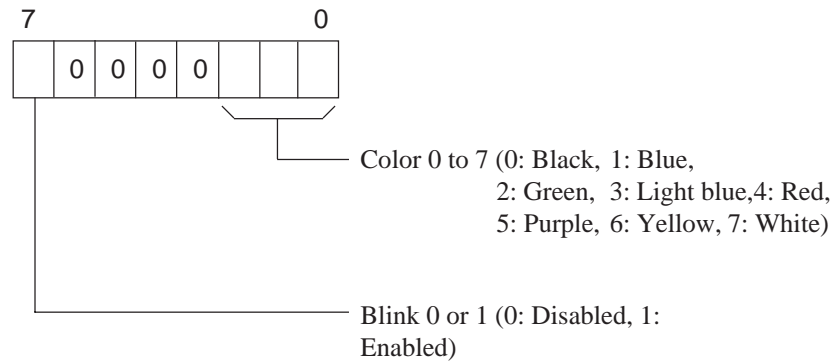 7 0
0 0 0 0
Color 0 to 7 (0: Black, 1: Blue,
2: Green, 3: Light blue,4: Red,
5: Purple, 6: Yellow, 7: White)
Blink 0 or 1 (0: Disabled, 1:
Enabled)